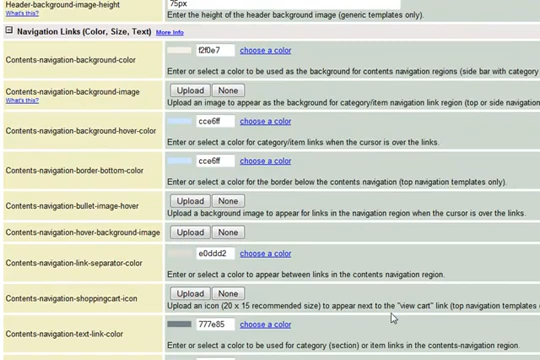 Header-background-image-height 75px
What's this? Enter the height of the header background image (generic templates only).
Navigation Links (Color, Size, Text) More Info
Contents-navigation-background-color f2f0e7 choose a color
Enter or select a color to be used as the background for contents navigation regions (side bar with category
Contents-navigation-background-image Upload None
What's this? Upload an image to appear as the background for category/item navigation link region (top or side navigation
Contents-navigation-background-hover-color cce6ff choose a color
Enter or select a color for category/item links when the cursor is over the links.
Contents-navigation-border-bottom-color cce6ff choose a color
Enter or select a color for the border below the contents navigation (top navigation templates only).
Contents-navigation-bullet-image-hover Upload None
Upload a background image to appear for links in the navigation region when the cursor is over the links.
Contents-navigation-hover-background-image Upload None
Contents-navigation-link-separator-color e0ddd2 choose a color
Enter or select a color to appear between links in the contents navigation region.
Contents-navigation-shoppingcart-icon Upload None
Upload an icon (20 x 15 recommended size) to appear next to the "view cart" link (top navigation templates
Contents-navigation-text-link-color 777e85 choose a color
Enter or select a color to be used for category (section) or item links in the contents-navigation region.